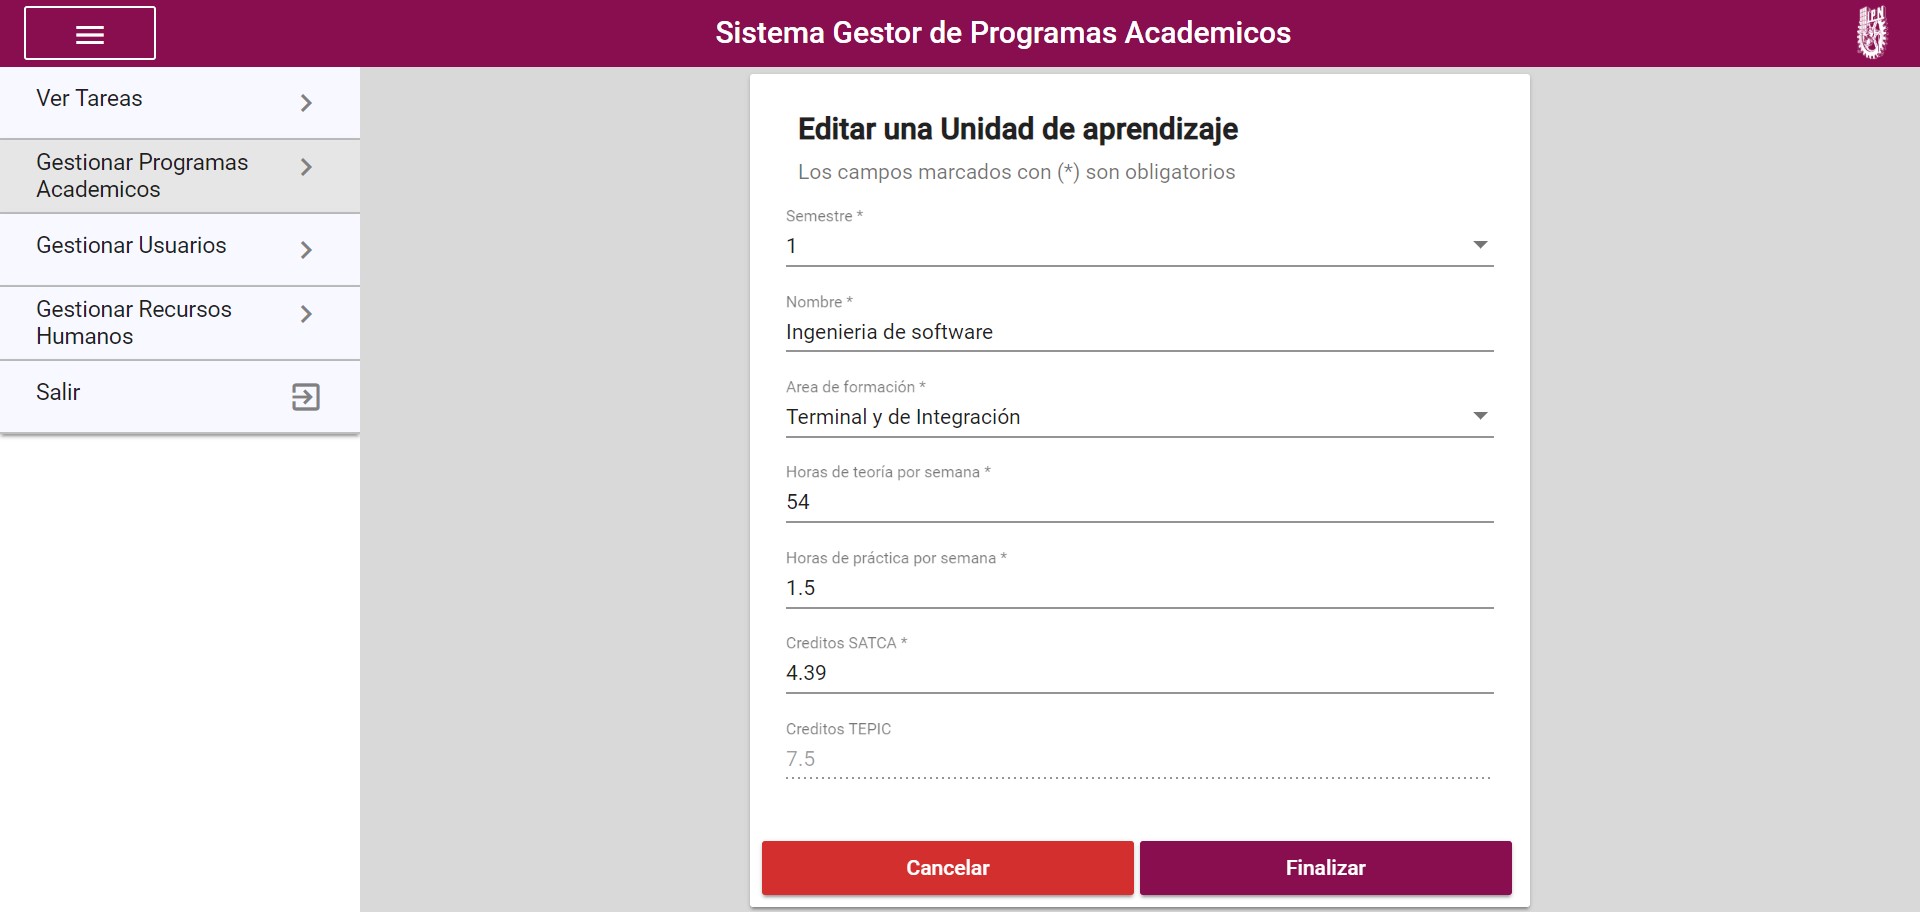 Sistema Gestor de Programas Academicos
IPN
Ver Tareas
Gestionar Programas
Academicos
Gestionar Usuarios
Gestionar Recursos
Humanos
Salir
Editar una Unidad de aprendizaje
Los campos marcados con (*) son obligatorios
Semestre *
1
Nombre *
Ingenieria de software
Area de formación *
Terminal y de Integración
Horas de teoría por semana *
54
Horas de práctica por semana *
1.5
Creditos SATCA *
4.39
Creditos TEPIC
7.5
Cancelar
Finalizar